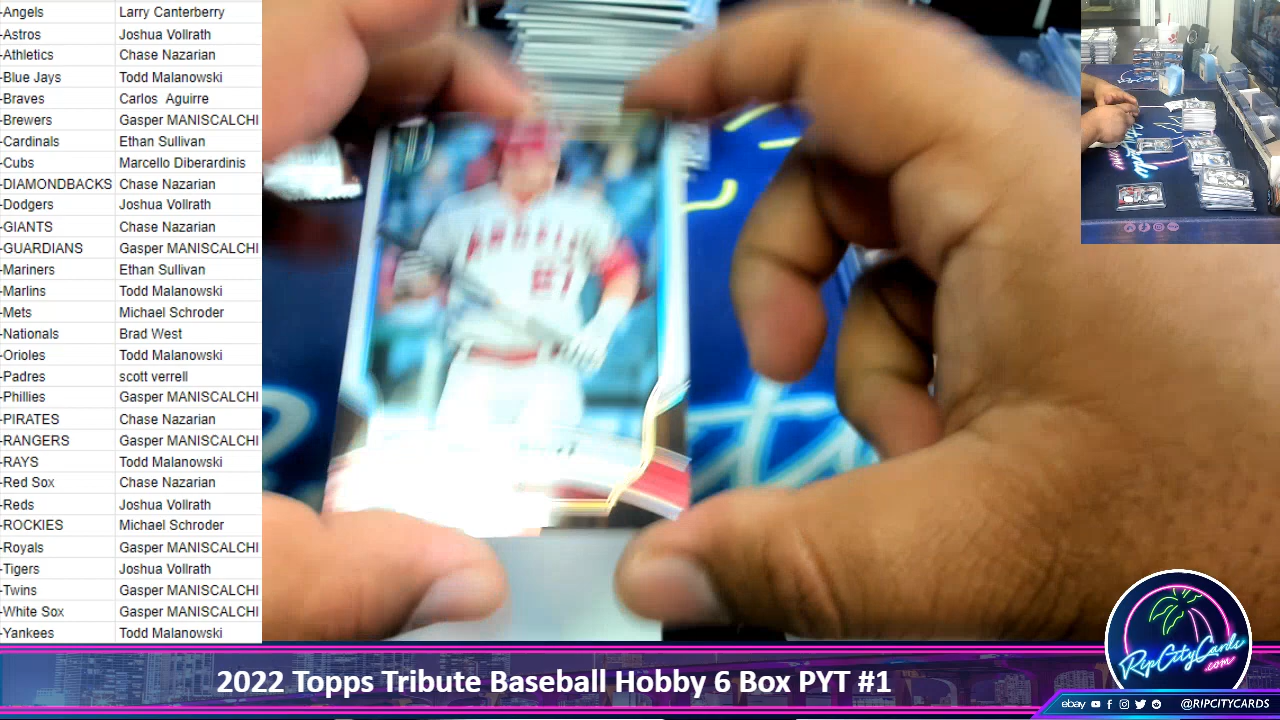 -Angels Larry Canterberry
-Astros Joshua Vollrath
-Athletics Chase Nazarian
-Blue Jays Todd Malanowski
-Braves Carlos Aguirre
-Brewers Gasper MANISCALCHI
-Cardinals Ethan Sullivan
-Cubs Marcello Diberardinis
-DIAMONDBACKS Chase Nazarian
-Dodgers Joshua Vollrath
-GIANTS Chase Nazarian
-GUARDIANS Gasper MANISCALCHI
-Mariners Ethan Sullivan
-Marlins Todd Malanowski
-Mets Michael Schroder
-Nationals Brad West
-Orioles Todd Malanowski
-Padres scott verrell
-Phillies Gasper MANISCALCHI
-PIRATES Chase Nazarian
-RANGERS Gasper MANISCALCHI
-RAYS Todd Malanowski
-Red Sox Chase Nazarian
-Reds Joshua Vollrath
-ROCKIES Michael Schroder
-Royals Gasper MANISCALCHI
-Tigers Joshua Vollrath
-Twins Gasper MANISCALCHI
-White Sox Gasper MANISCALCHI
-Yankees Todd Malanowski
2022 Topps Tribute Baseball Hobby 6 Box PYT #1
RipCityCards
.com
ebay @RIPCITYCARDS